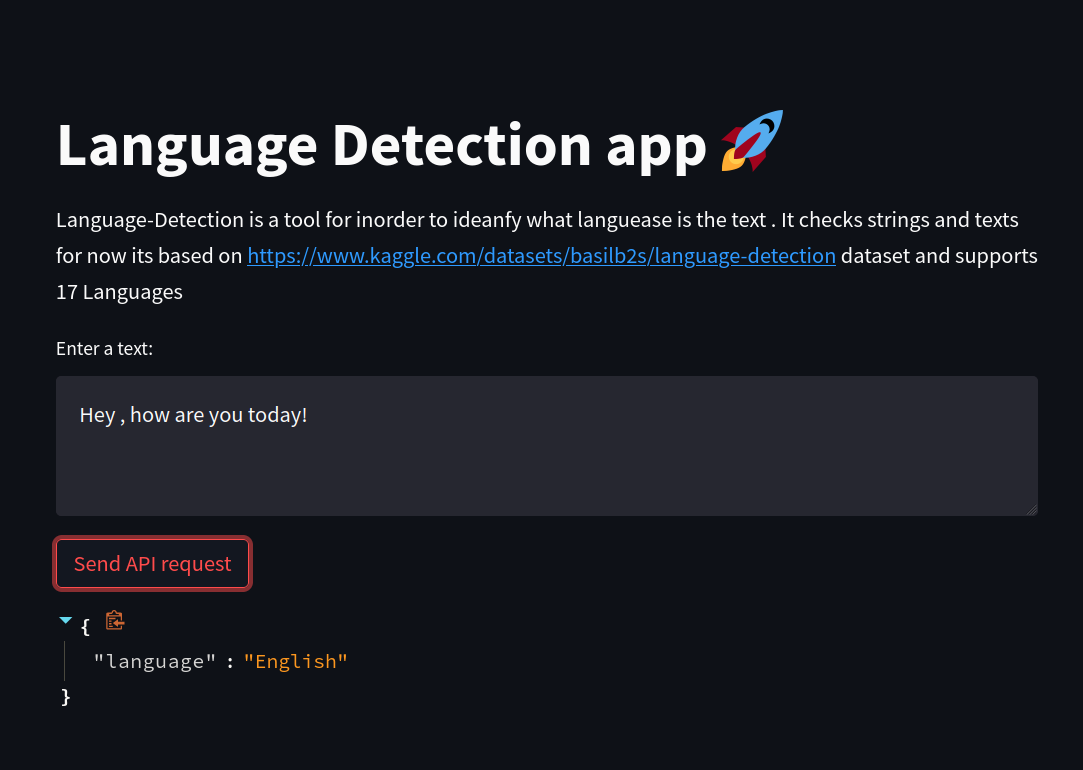 Language Detection app 🚀
Language-Detection is a tool for inorder to ideanfy what languease is the text . It checks strings and texts
for now its based on https://www.kaggle.com/datasets/basilb2s/language-detection dataset and supports
17 Languages
Enter a text:
Hey , how are you today!
Send API request
{
"language" : "English"
}